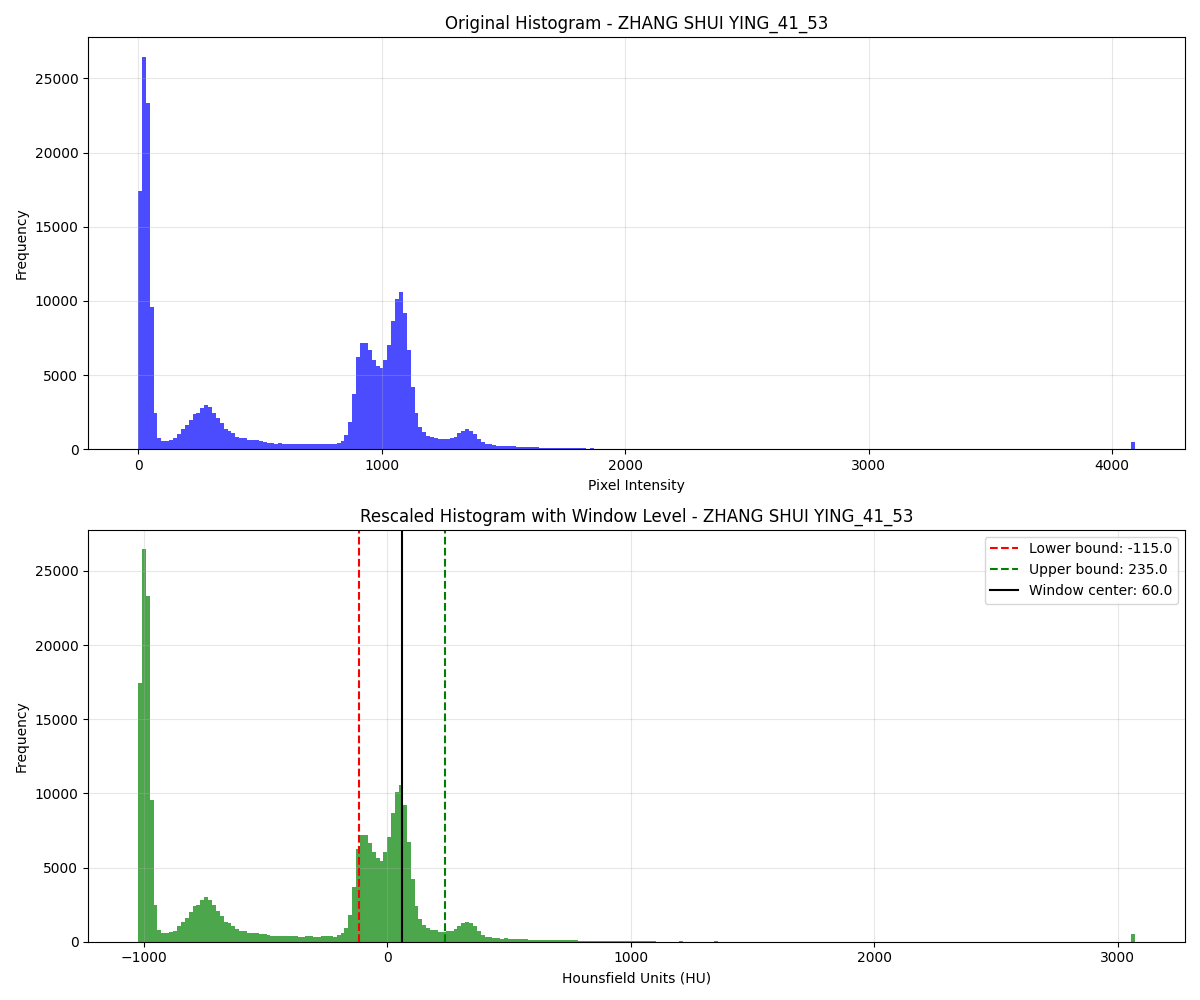 Original Histogram - ZHANG SHUI YING_41_53
25000
20000
15000
10000
5000
0
Frequency
0 1000 2000 3000 4000
Pixel Intensity
Rescaled Histogram with Window Level - ZHANG SHUI YING_41_53
Lower bound: -115.0
Upper bound: 235.0
Window center: 60.0
25000
20000
15000
10000
5000
0
Frequency
−1000 0 1000 2000 3000
Hounsfield Units (HU)